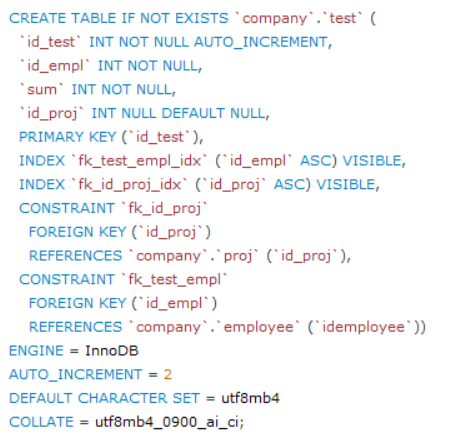 CREATE TABLE IF NOT EXISTS `company`.`test` (
`id_test` INT NOT NULL AUTO_INCREMENT,
`id_empl` INT NOT NULL,
`sum` INT NOT NULL,
`id_proj` INT NULL DEFAULT NULL,
PRIMARY KEY (`id_test`),
INDEX `fk_test_empl_idx` (`id_empl` ASC) VISIBLE,
INDEX `fk_id_proj_idx` (`id_proj` ASC) VISIBLE,
CONSTRAINT `fk_id_proj`
FOREIGN KEY (`id_proj`)
REFERENCES `company`.`proj` (`id_proj`),
CONSTRAINT `fk_test_empl`
FOREIGN KEY (`id_empl`)
REFERENCES `company`.`employee` (`idemployee`))
ENGINE = InnoDB
AUTO_INCREMENT = 2
DEFAULT CHARACTER SET = utf8mb4
COLLATE = utf8mb4_0900_ai_ci;